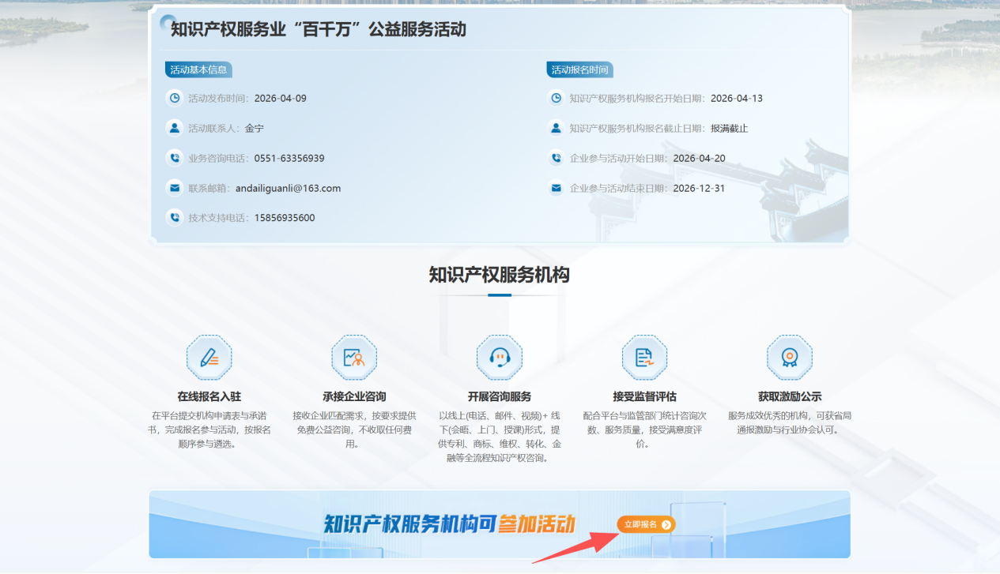 知识产权服务业“百千万”公益服务活动
活动基本信息
活动发布时间：2026-04-09
活动联系人：金宁
业务咨询电话：0551-63356939
联系邮箱：andailiguanli@163.com
技术支持电话：15856935600
活动报名时间
知识产权服务机构报名开始日期：2026-04-13
知识产权服务机构报名截止日期：报满截止
企业参与活动开始日期：2026-04-20
企业参与活动结束日期：2026-12-31
知识产权服务机构
在线报名入驻
在平台提交机构申请表与承诺
书，完成报名参与活动，按报名
顺序参与遴选。
承接企业咨询
接收企业匹配需求，按要求提供
免费公益咨询，不收取任何费
用。
开展咨询服务
以线上(电话、邮件、视频)+ 线
下(会晤、上门、授课)形式，提
供专利、商标、维权、转化、金
融等全流程知识产权咨询。
接受监督评估
配合平台与监管部门统计咨询次
数、服务质量，接受满意度评
价。
获取激励公示
服务成效优秀的机构，可获省局
通报激励与行业协会认可。
知识产权服务机构可参加活动
立即报名